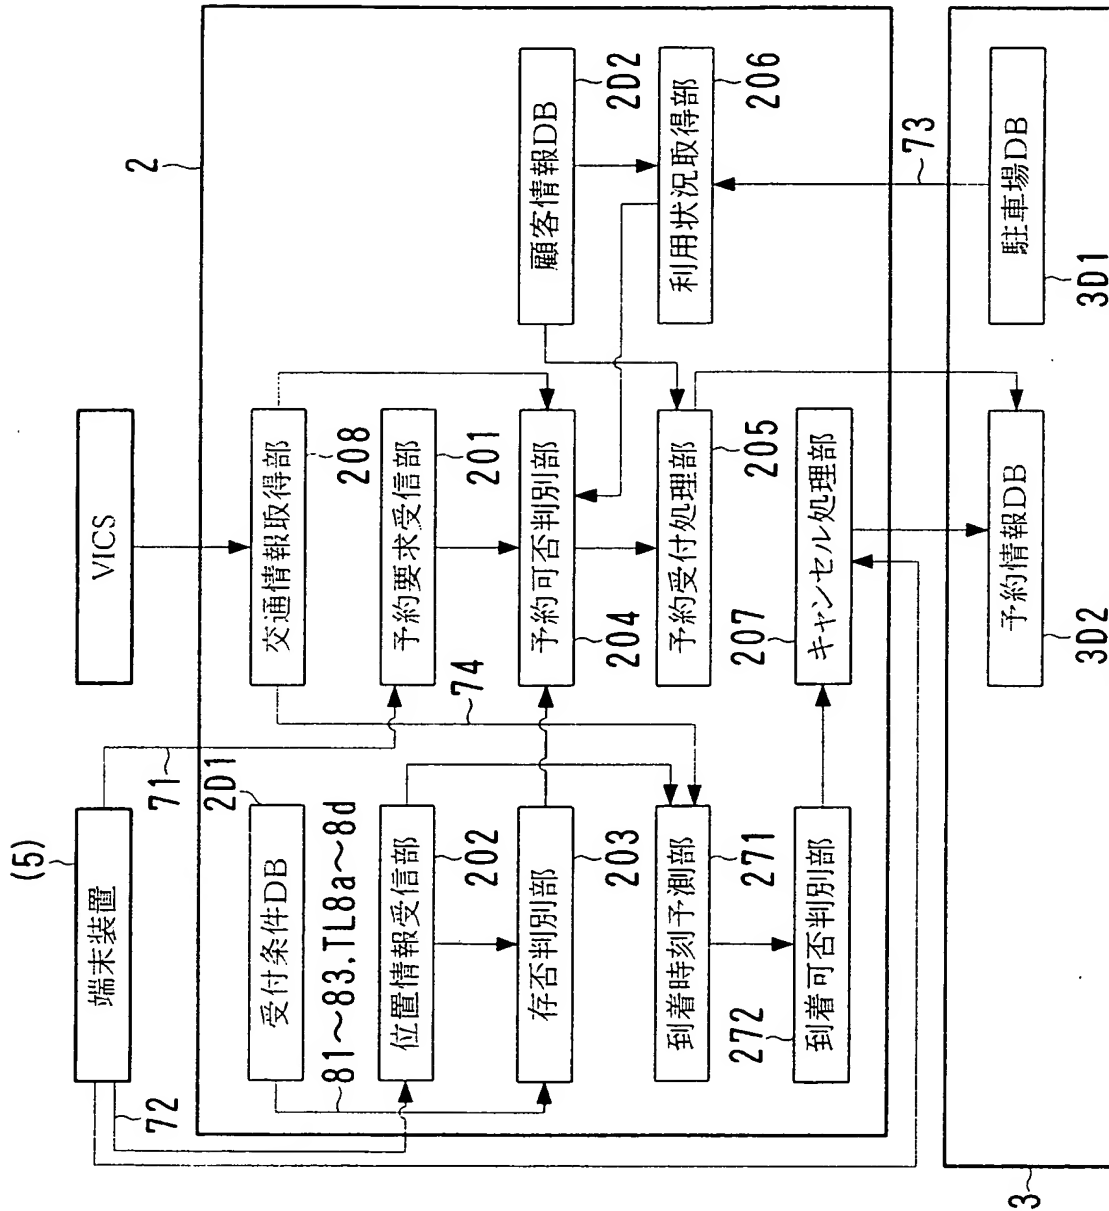 (5)
端末装置
VICS
72
71
2
受付条件DB
2D1
交通情報取得部
208
81～83,TL8a～8d
位置情報受信部
202
予約要求受信部
201
74
存否判別部
203
予約可否判別部
204
顧客情報DB
2D2
到着時刻予測部
271
予約受付処理部
205
利用状況取得部
206
到着可否判別部
272
キャンセル処理部
207
73
予約情報DB
3D2
駐車場DB
3D1
3